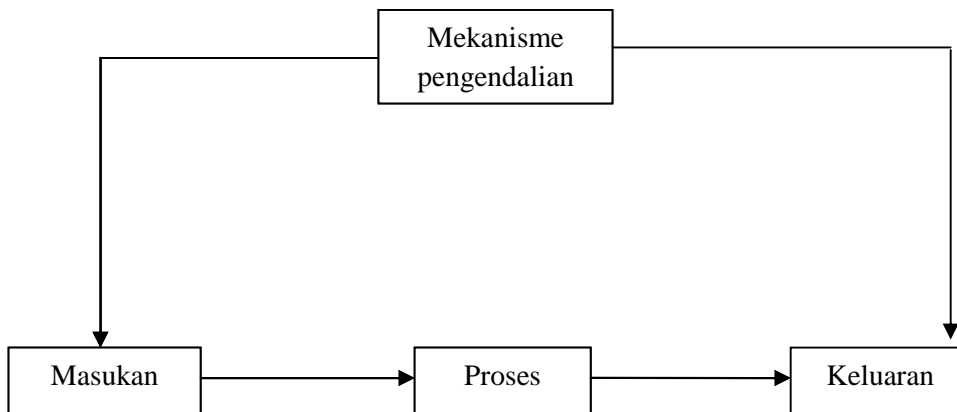 Mekanisme
pengendalian
Masukan
Proses
Keluaran